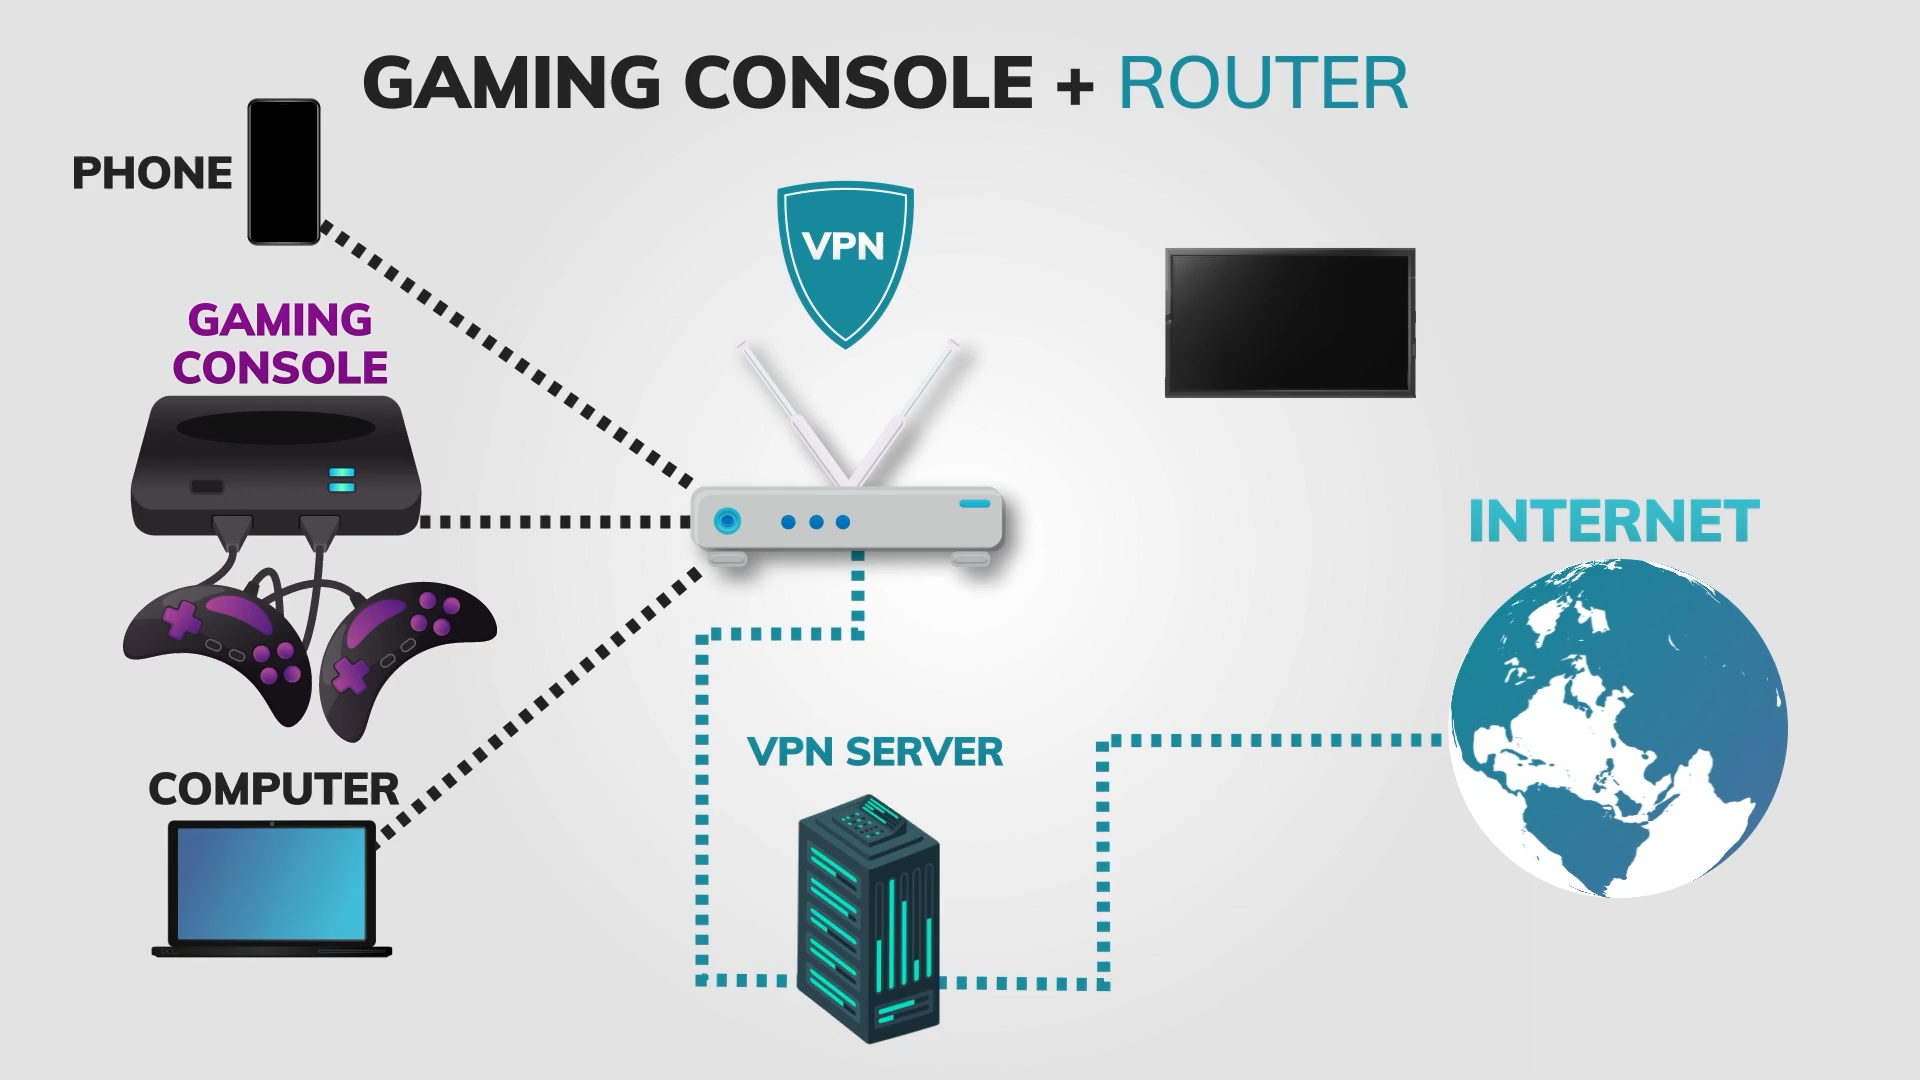 GAMING CONSOLE + ROUTER
PHONE
VPN
GAMING
CONSOLE
INTERNET
VPN SERVER
COMPUTER